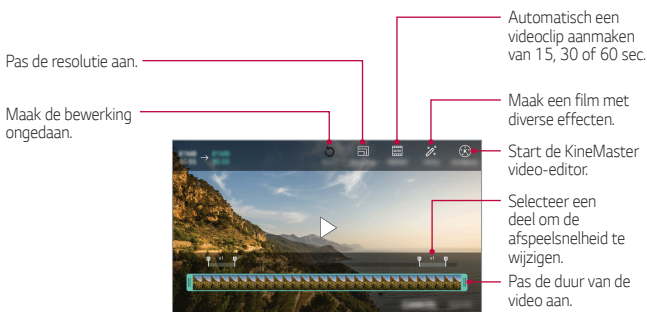 Automatisch een
videoclip aanmaken
van 15, 30 of 60 sec.
Pas de resolutie aan.
Maak de bewerking
ongedaan.
Maak een film met
diverse effecten.
Start de KineMaster
video-editor.
Selecteer een
deel om de
afspeelsnelheid te
wijzigen.
x1
x1
Pas de duur van de
video aan.